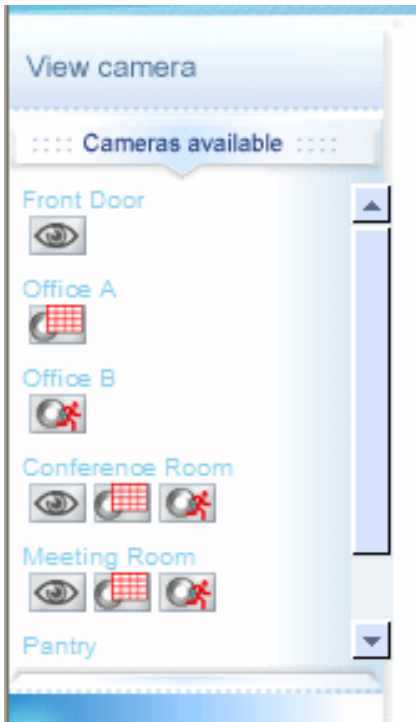 View camera
:::: Cameras available ::::
Front Door
Office A
Office B
Conference Room
Meeting Room
Pantry